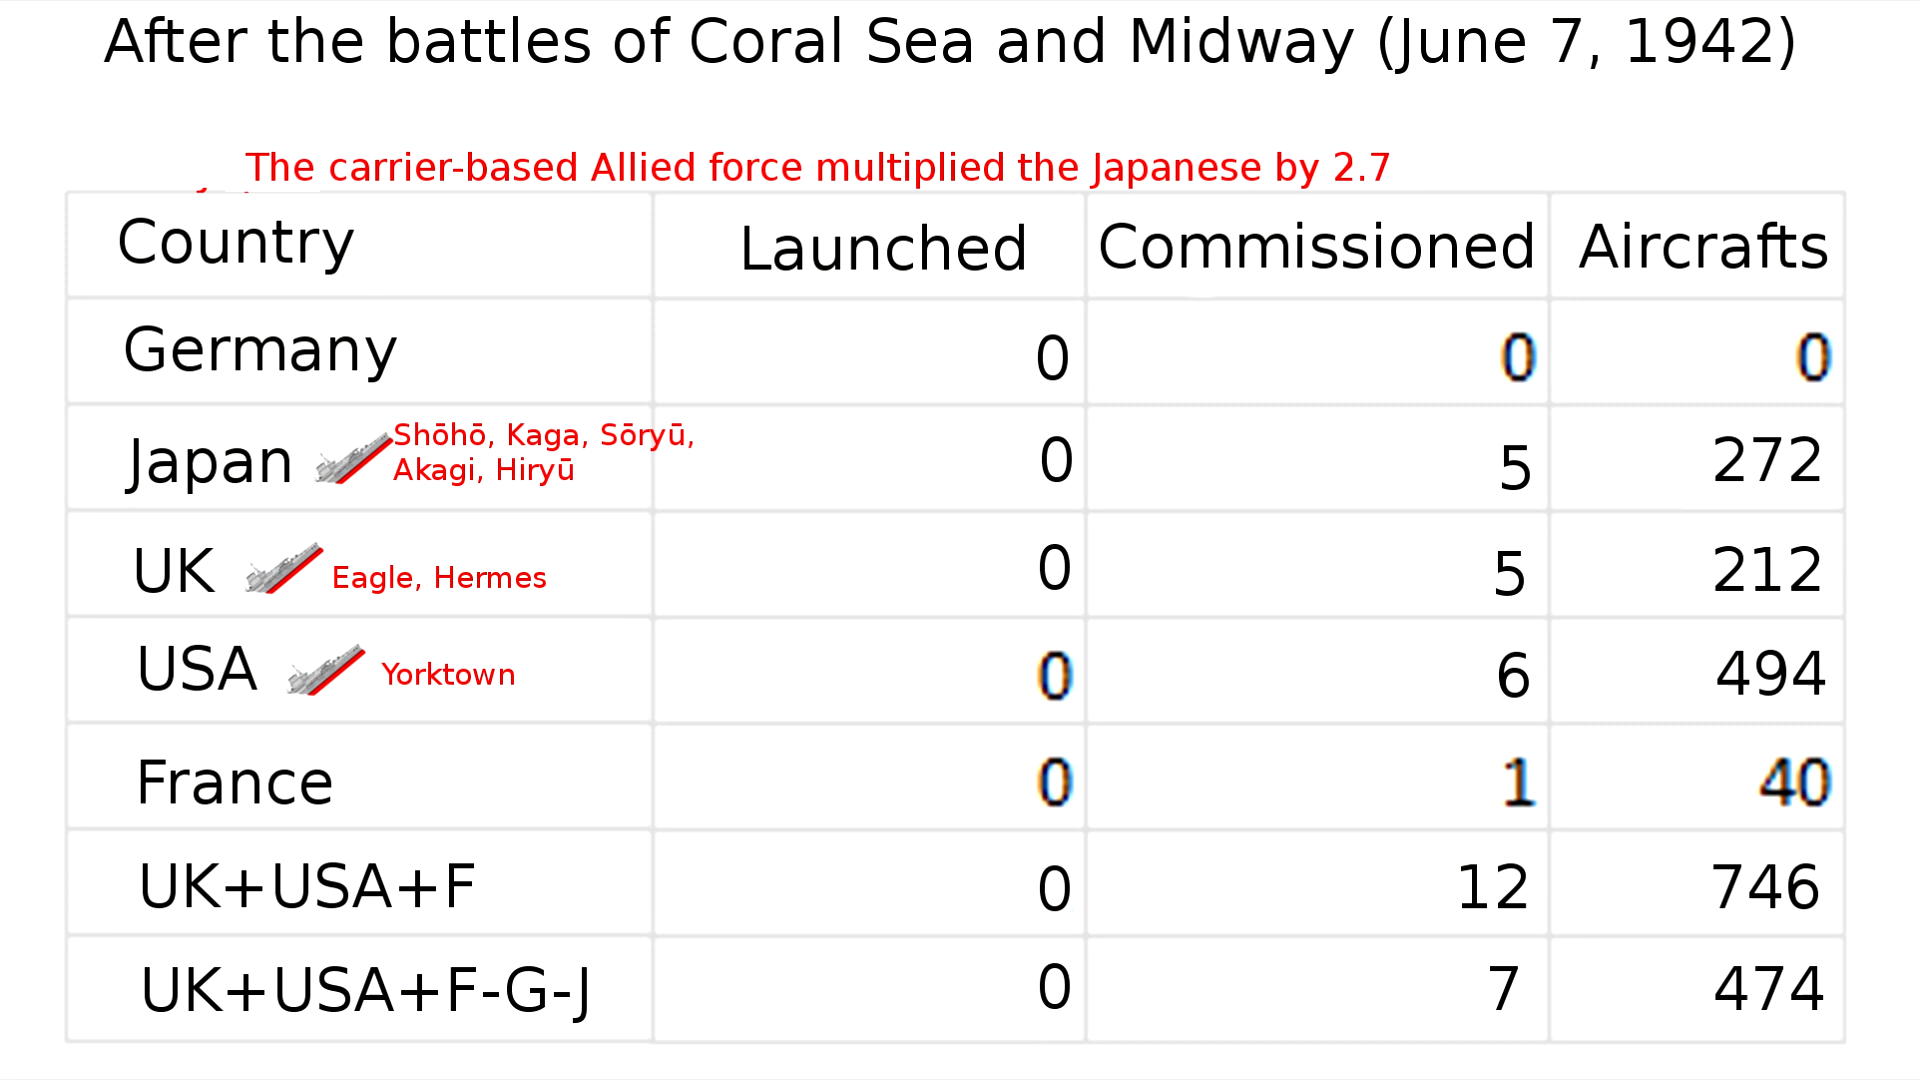 After the battles of Coral Sea and Midway (June 7, 1942)
The carrier-based Allied force multiplied the Japanese by 2.7
Country Launched Commissioned Aircrafts
Germany 0 0 0
Japan Shōhō, Kaga, Sōryū, 0 5 272
Akagi, Hiryū
UK Eagle, Hermes 0 5 212
USA Yorktown 0 6 494
France 0 1 40
UK+USA+F 0 12 746
UK+USA+F-G-J 0 7 474